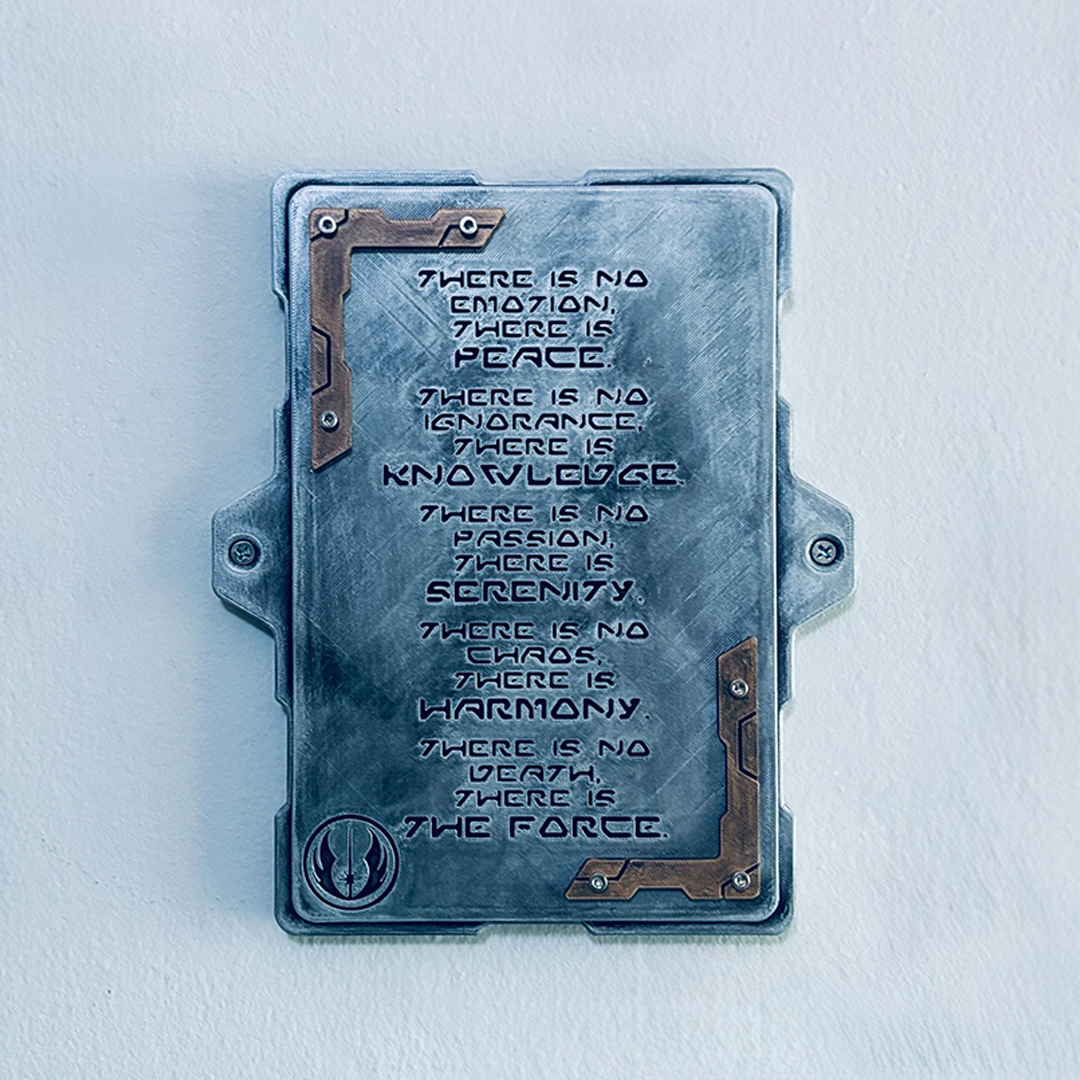 THERE IS NO
EMOTION,
THERE IS
PEACE.
THERE IS NO
IGNORANCE,
THERE IS
KNOWLEDGE.
THERE IS NO
PASSION,
THERE IS
SERENITY.
THERE IS NO
CHAOS,
THERE IS
HARMONY.
THERE IS NO
DEATH,
THERE IS
THE FORCE.